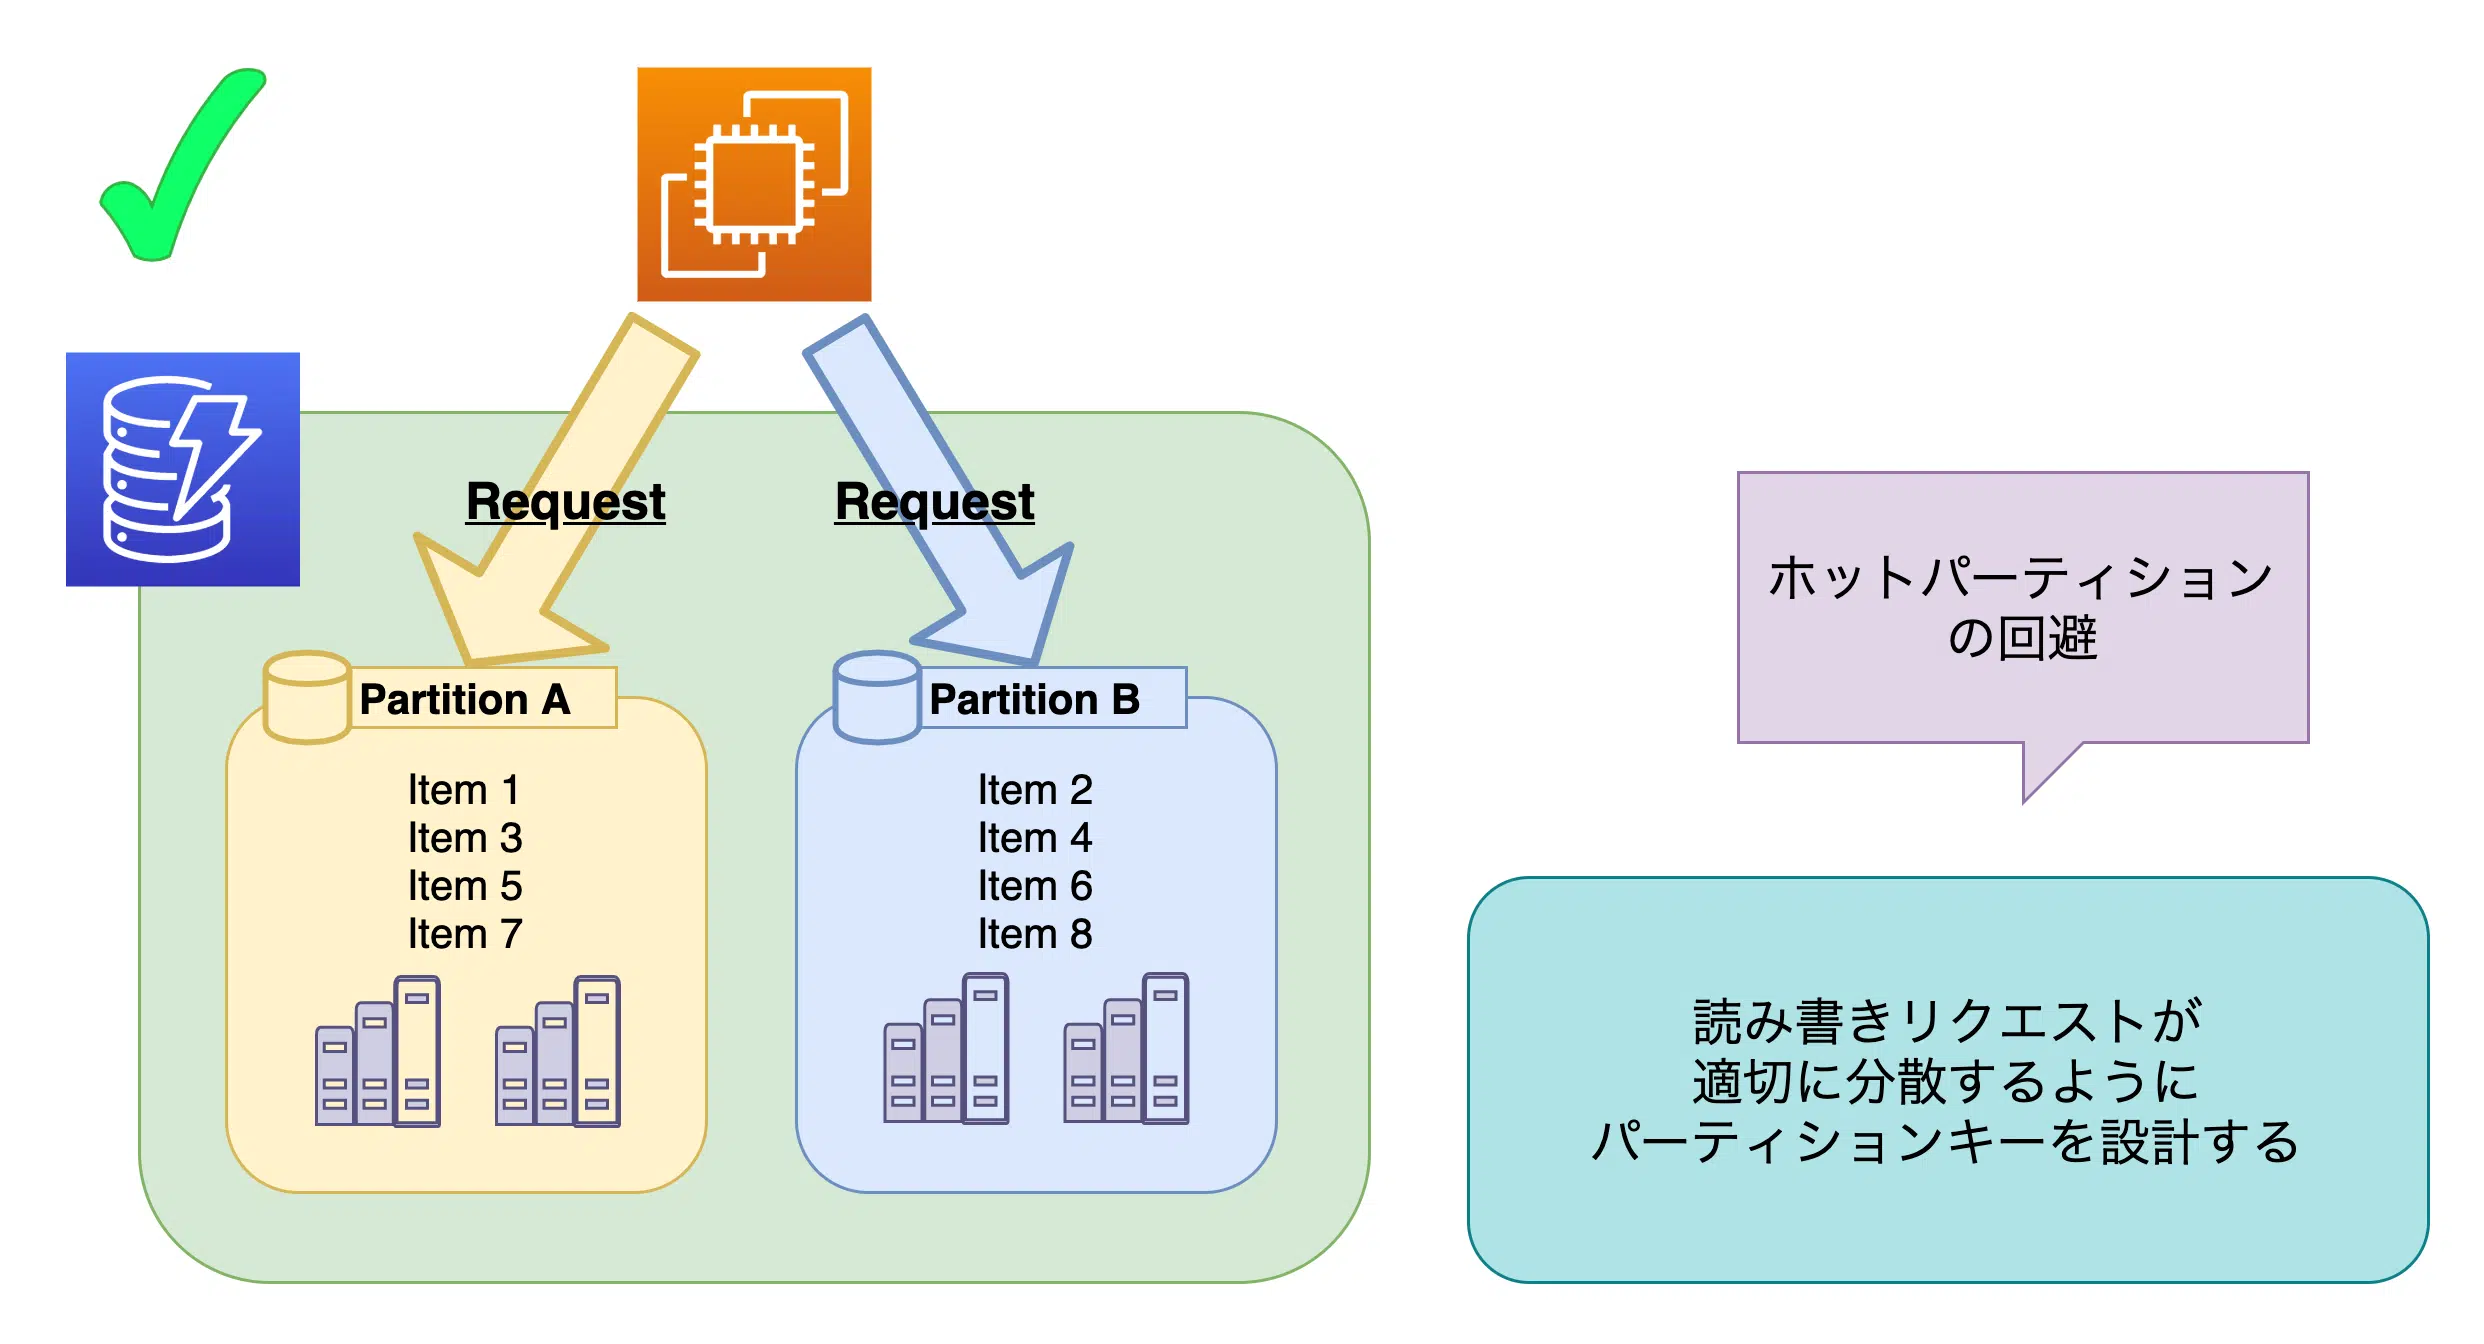 Request
Request
Partition A
Item 1
Item 3
Item 5
Item 7
Partition B
Item 2
Item 4
Item 6
Item 8
ホットパーティション
の回避
読み書きリクエストが
適切に分散するように
パーティションキーを設計する